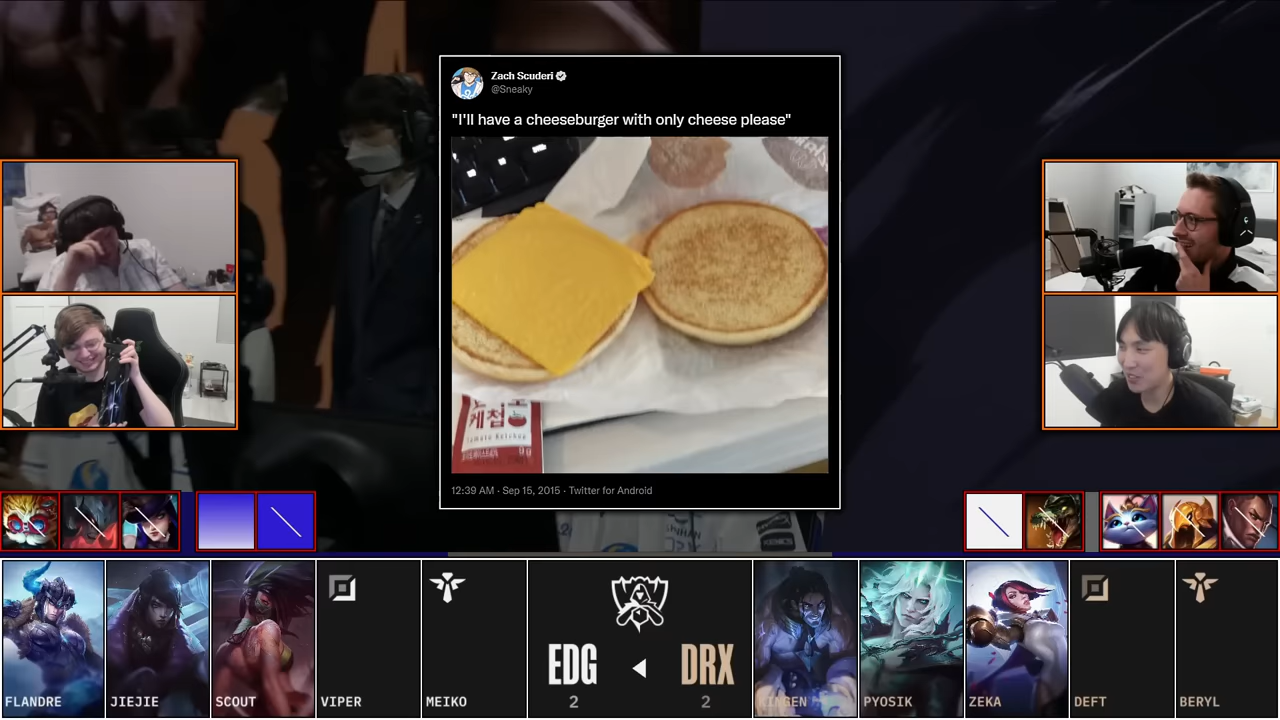 Zach Scuderi
@Sneaky
"I'll have a cheeseburger with only cheese please"
케첩
Tomato Ketchup
12:39 AM · Sep 15, 2015 · Twitter for Android
FLANDRE
JIEJIE
SCOUT
VIPER
MEIKO
EDG
2
DRX
2
KINGEN
PYOSIK
ZEKA
DEFT
BERYL